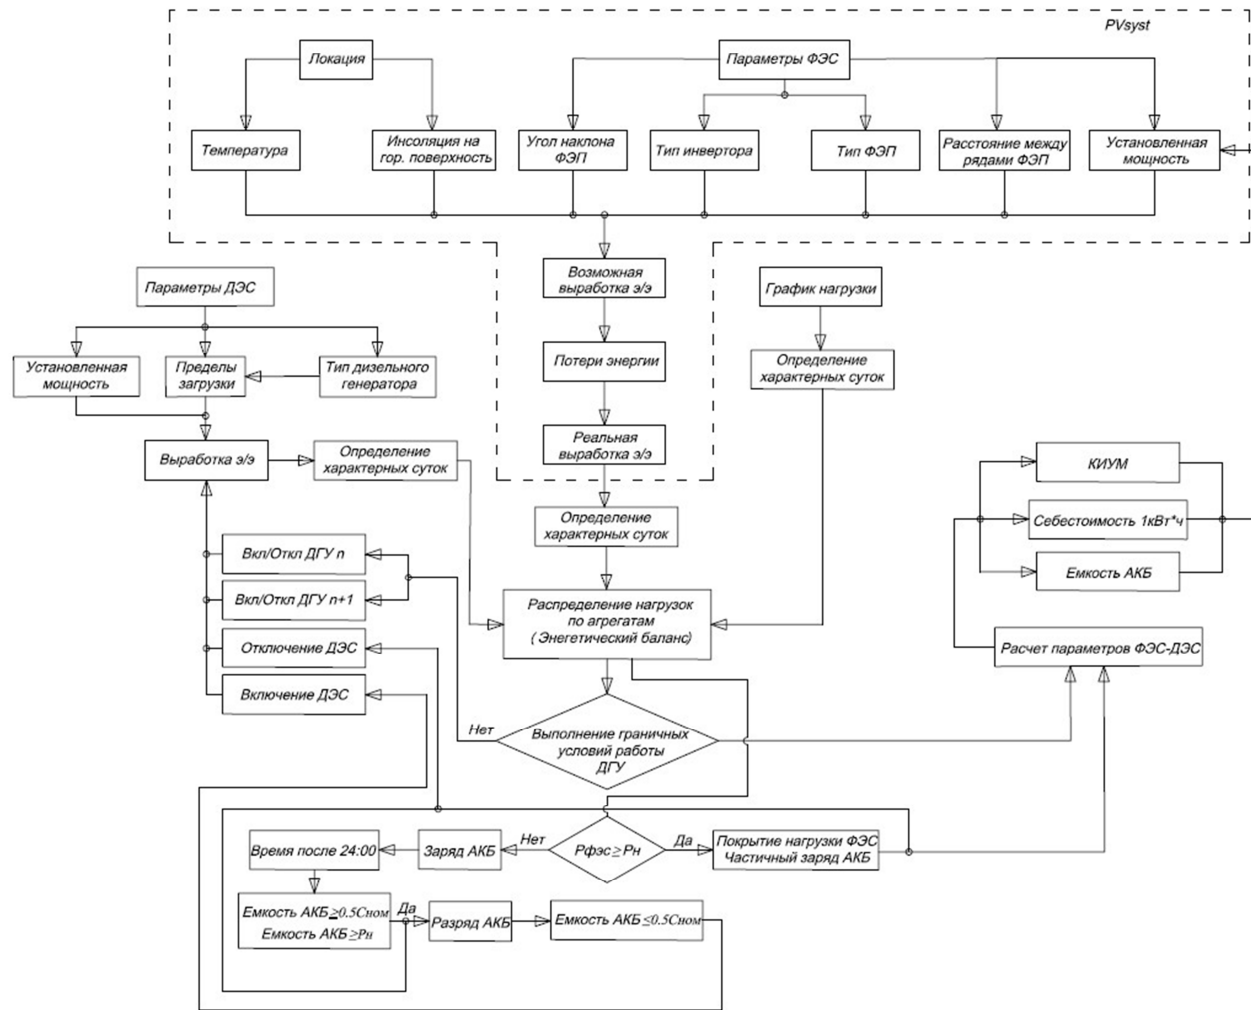 PVsyst
Локация
Параметры ФЭС
Температура
Инсоляция на
гор. поверхность
Угол наклона
ФЭП
Тип инвертора
Тип ФЭП
Расстояние между
рядами ФЭП
Установленная
мощность
Возможная
выработка э/э
График нагрузки
Параметры ДЭС
Потери энергии
Определение
характерных суток
Установленная
мощность
Пределы
загрузки
Тип дизельного
генератора
Реальная
выработка э/э
Выработка э/э
Определение
характерных суток
КИУМ
Определение
характерных суток
Себестоимость 1кВт*ч
Вкл/Откл ДГУ n
Емкость АКБ
Вкл/Откл ДГУ n+1
Распределение нагрузок
по агрегатам
( Энегетический баланс)
Отключение ДЭС
Расчет параметров ФЭС-ДЭС
Включение ДЭС
Нет
Выполнение граничных
условий работы
ДГУ
Время после 24:00
Заряд АКБ
Нет
Pфэс≥Pн
Да
Покрытие нагрузки ФЭС
Частичный заряд АКБ
Емкость АКБ≥0.5Сном
Емкость АКБ≥Рн
Да
Разряд АКБ
Емкость АКБ≤0.5Сном